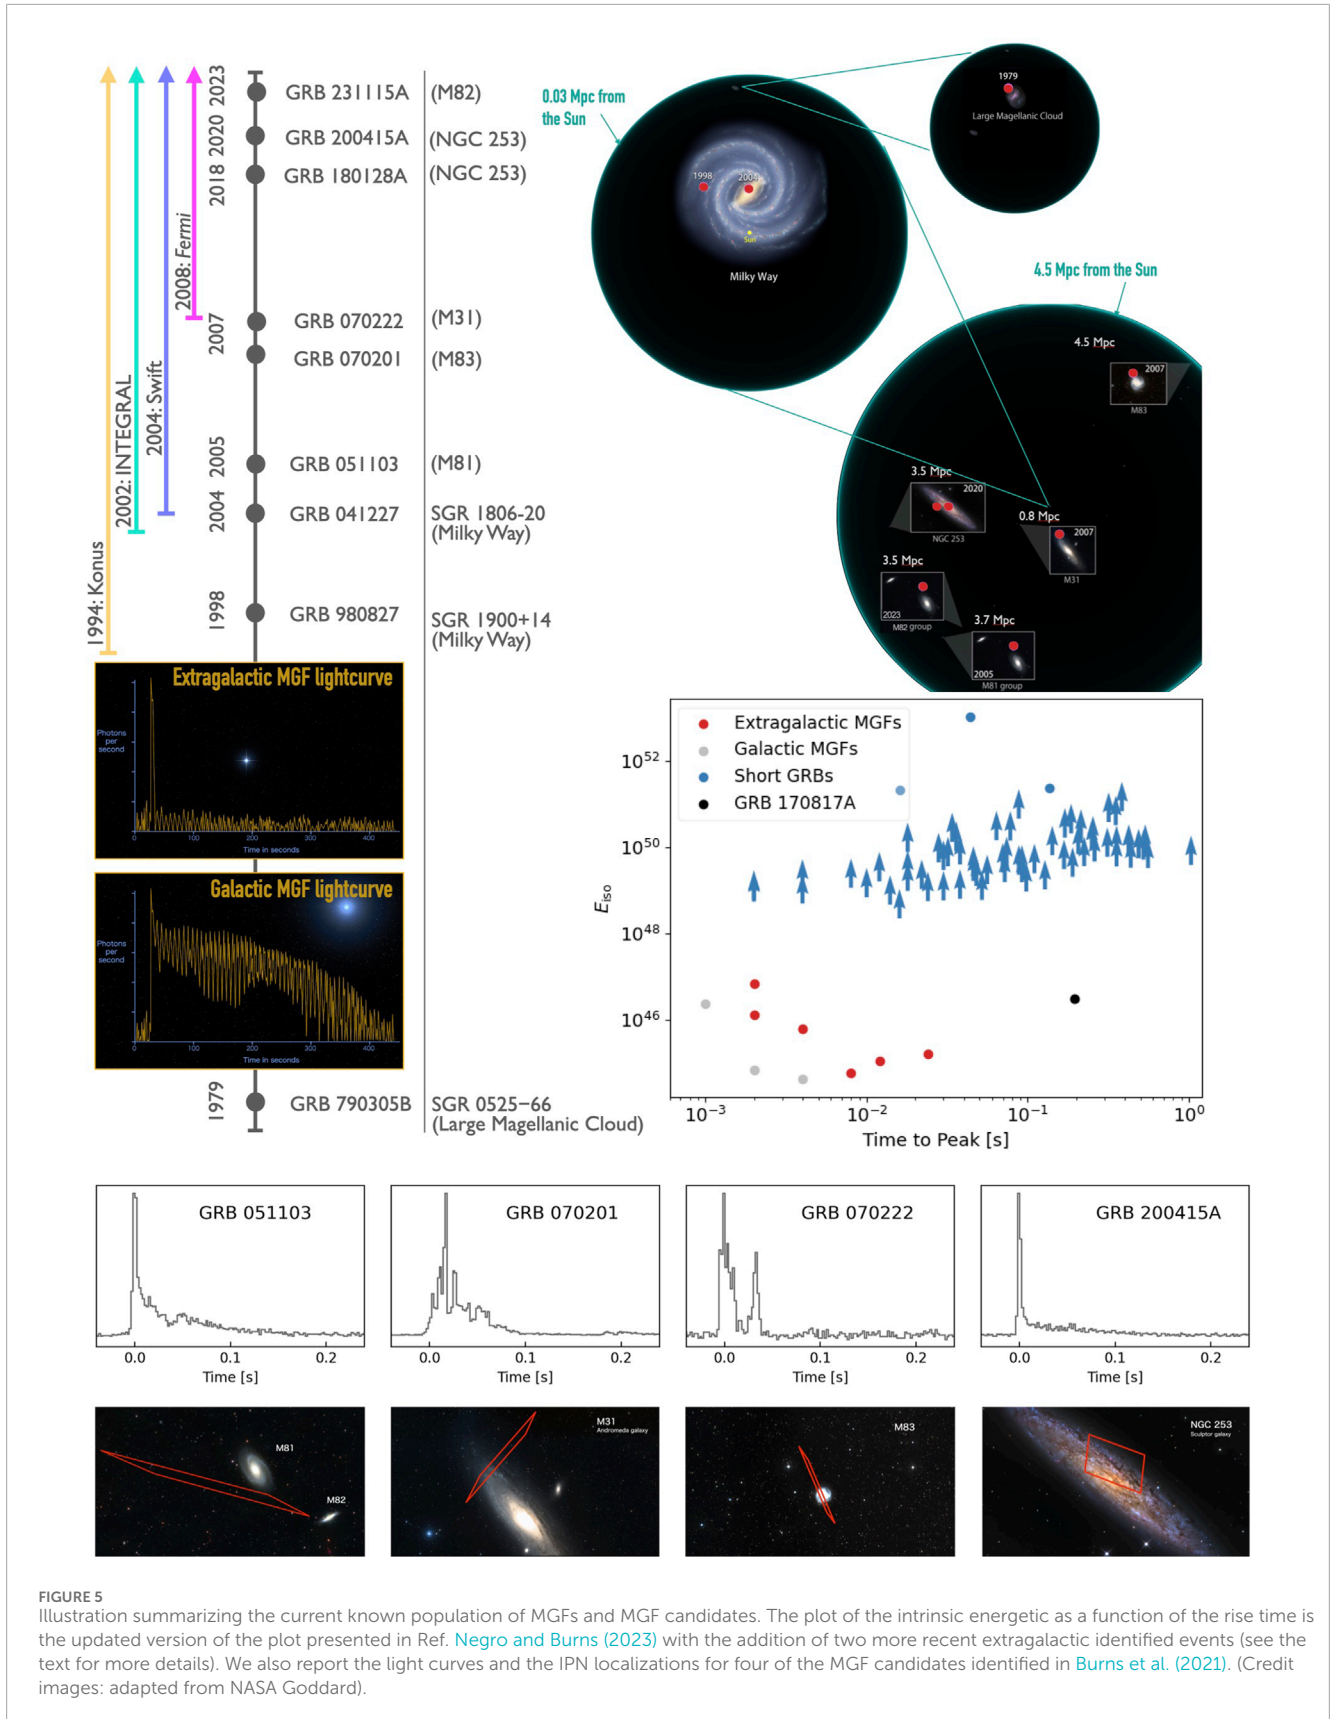 2023
2020
2018
2007
2005
2004
1998
1979
1994: Konus
2002: INTEGRAL
2004: Swift
2008: Fermi
GRB 231115A (M82)
GRB 200415A (NGC 253)
GRB 180128A (NGC 253)
GRB 070222 (M31)
GRB 070201 (M83)
GRB 051103 (M81)
GRB 041227 SGR 1806-20
(Milky Way)
GRB 980827 SGR 1900+14
(Milky Way)
Extragalactic MGF lightcurve
Photons
per
second
0 100 200 300 400
Time in seconds
Galactic MGF lightcurve
Photons
per
second
0 100 200 300 400
Time in seconds
GRB 790305B SGR 0525−66
(Large Magellanic Cloud)
0.03 Mpc from
the Sun
1998
2004
Sun
Milky Way
1979
Large Magellanic Cloud
4.5 Mpc from the Sun
4.5 Mpc
2007
M83
3.5 Mpc
2020
NGC 253
0.8 Mpc
2007
M31
3.5 Mpc
2023
M82 group
3.7 Mpc
2005
M81 group
Extragalactic MGFs
Galactic MGFs
Short GRBs
GRB 170817A
10^52
10^50
10^48
10^46
E_iso
10^−3 10^−2 10^−1 10^0
Time to Peak [s]
GRB 051103
0.0 0.1 0.2
Time [s]
GRB 070201
0.0 0.1 0.2
Time [s]
GRB 070222
0.0 0.1 0.2
Time [s]
GRB 200415A
0.0 0.1 0.2
Time [s]
M81
M82
M31
Andromeda galaxy
M83
NGC 253
Sculptor galaxy
FIGURE 5
Illustration summarizing the current known population of MGFs and MGF candidates. The plot of the intrinsic energetic as a function of the rise time is
the updated version of the plot presented in Ref. Negro and Burns (2023) with the addition of two more recent extragalactic identified events (see the
text for more details). We also report the light curves and the IPN localizations for four of the MGF candidates identified in Burns et al. (2021). (Credit
images: adapted from NASA Goddard).